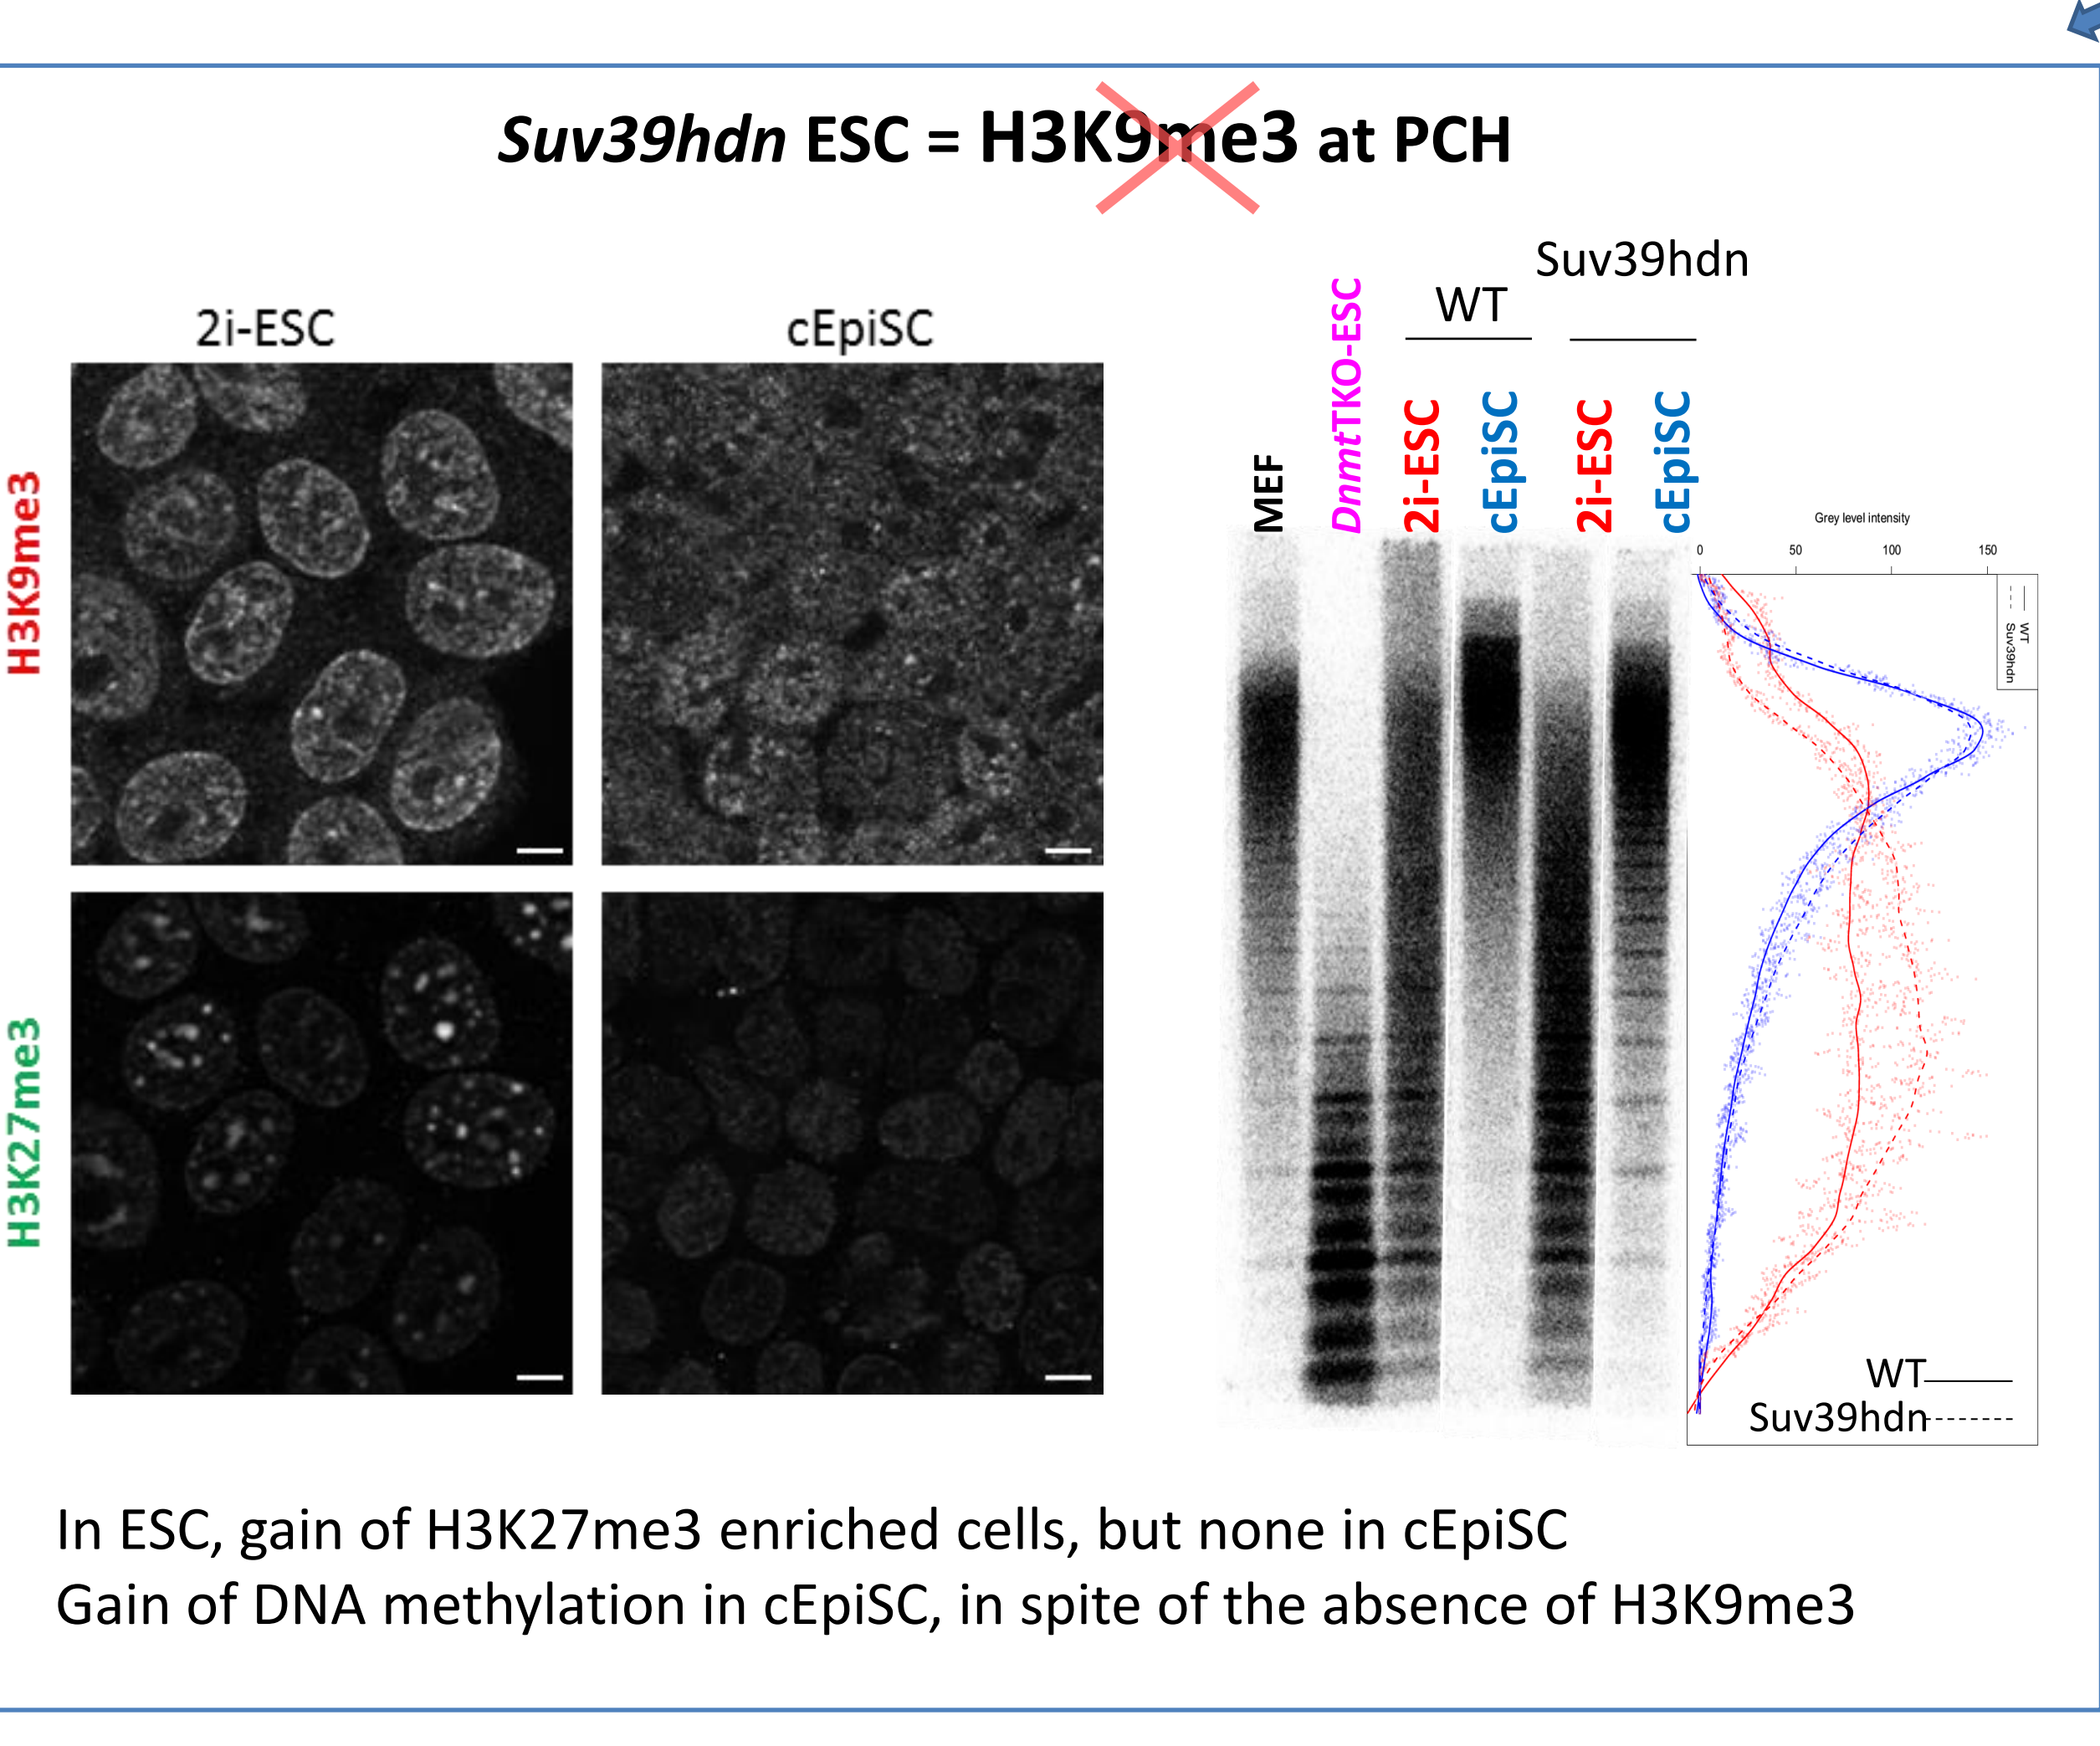 Suv39hdn ESC = H3K9me3 at PCH
2i-ESC
cEpiSC
H3K9me3
H3K27me3
Suv39hdn
WT
MEF
DnmtTKO-ESC
2i-ESC
cEpiSC
2i-ESC
cEpiSC
Grey level intensity
0 50 100 150
WT
Suv39hdn
WT
Suv39hdn
In ESC, gain of H3K27me3 enriched cells, but none in cEpiSC
Gain of DNA methylation in cEpiSC, in spite of the absence of H3K9me3